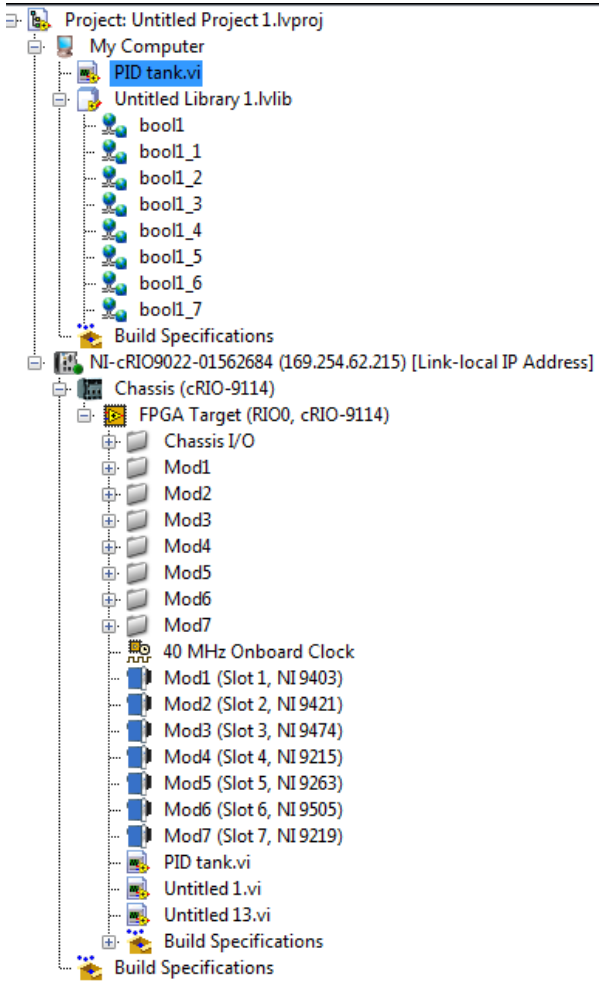 Project: Untitled Project 1.lvproj
My Computer
PID tank.vi
Untitled Library 1.lvlib
bool1
bool1_1
bool1_2
bool1_3
bool1_4
bool1_5
bool1_6
bool1_7
Build Specifications
NI-cRIO9022-01562684 (169.254.62.215) [Link-local IP Address]
Chassis (cRIO-9114)
FPGA Target (RIO0, cRIO-9114)
Chassis I/O
Mod1
Mod2
Mod3
Mod4
Mod5
Mod6
Mod7
40 MHz Onboard Clock
Mod1 (Slot 1, NI 9403)
Mod2 (Slot 2, NI 9421)
Mod3 (Slot 3, NI 9474)
Mod4 (Slot 4, NI 9215)
Mod5 (Slot 5, NI 9263)
Mod6 (Slot 6, NI 9505)
Mod7 (Slot 7, NI 9219)
PID tank.vi
Untitled 1.vi
Untitled 13.vi
Build Specifications
Build Specifications